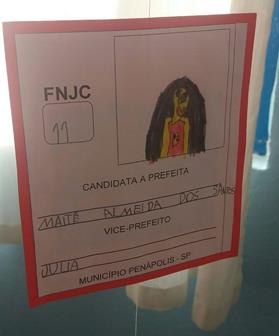 FNJC
11
CANDIDATA A PREFEITA
MAITÊ ALMEIDA DOS SANTOS
VICE-PREFEITO
JULIA
MUNICÍPIO PENÁPOLIS - SP